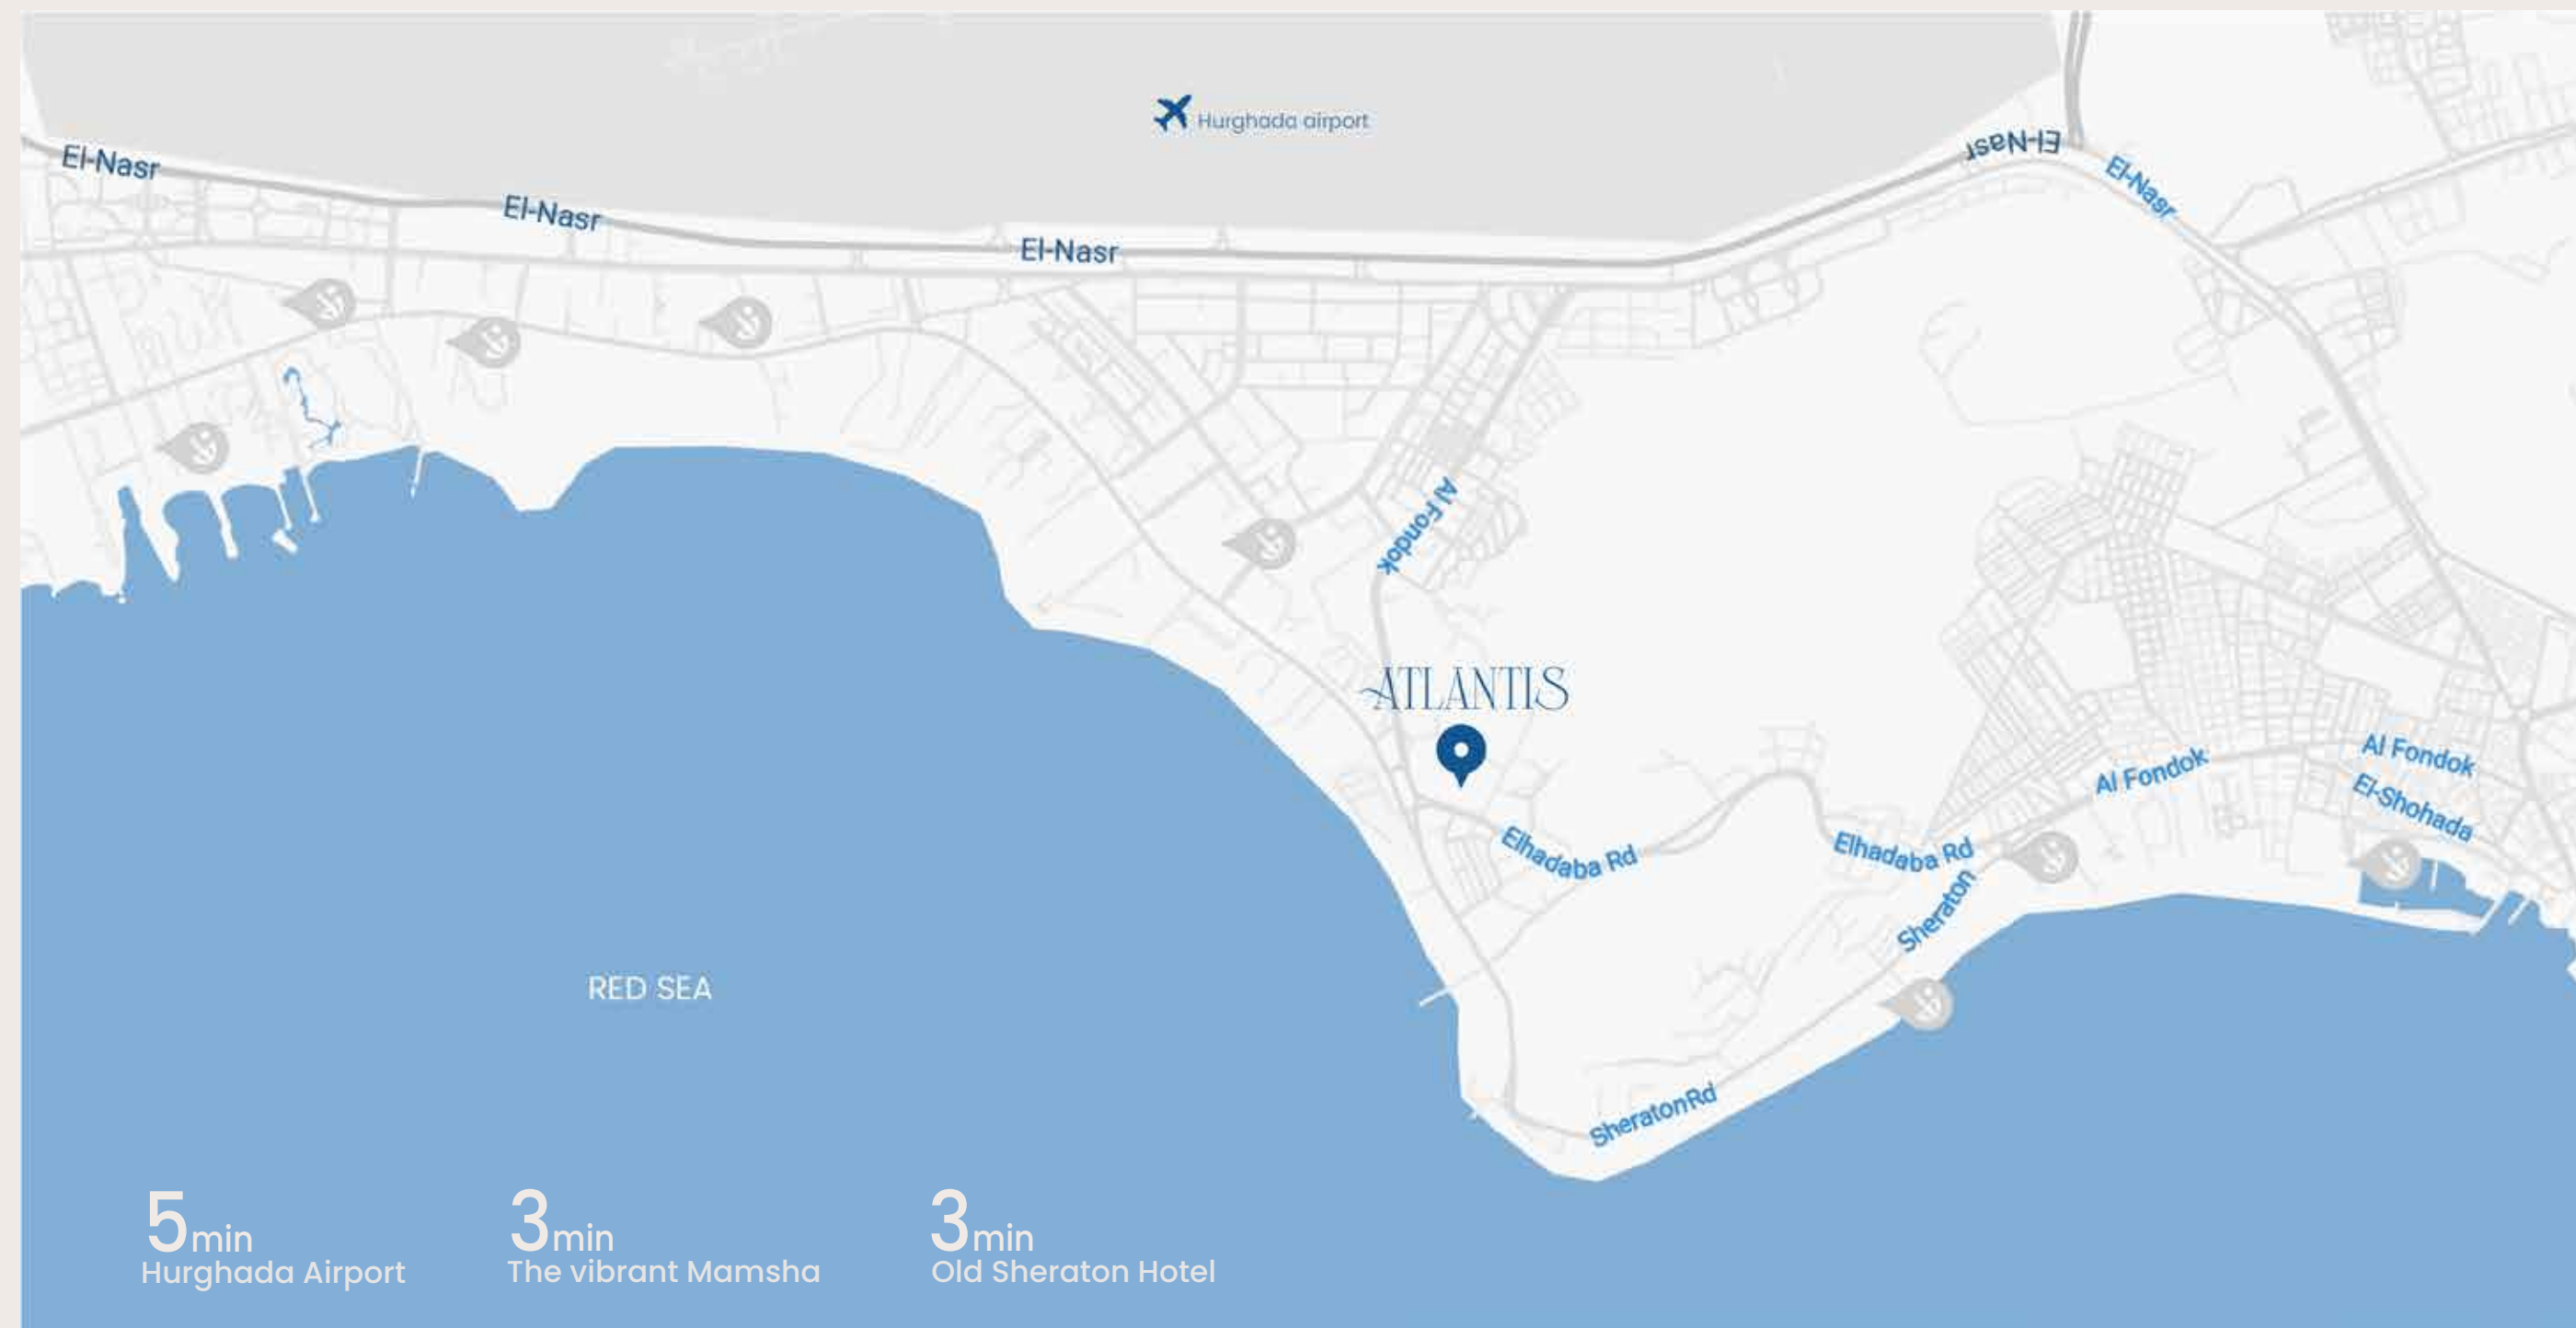 Hurghada airport
El-Nasr
El-Nasr
El-Nasr
El-Nasr
El-Nasr
Al Fondok
ATLANTIS
Al Fondok
Al Fondok
El-Shohada
Elhadaba Rd
Elhadaba Rd
Sheraton
SheratonRd
RED SEA
5min
Hurghada Airport
3min
The vibrant Mamsha
3min
Old Sheraton Hotel